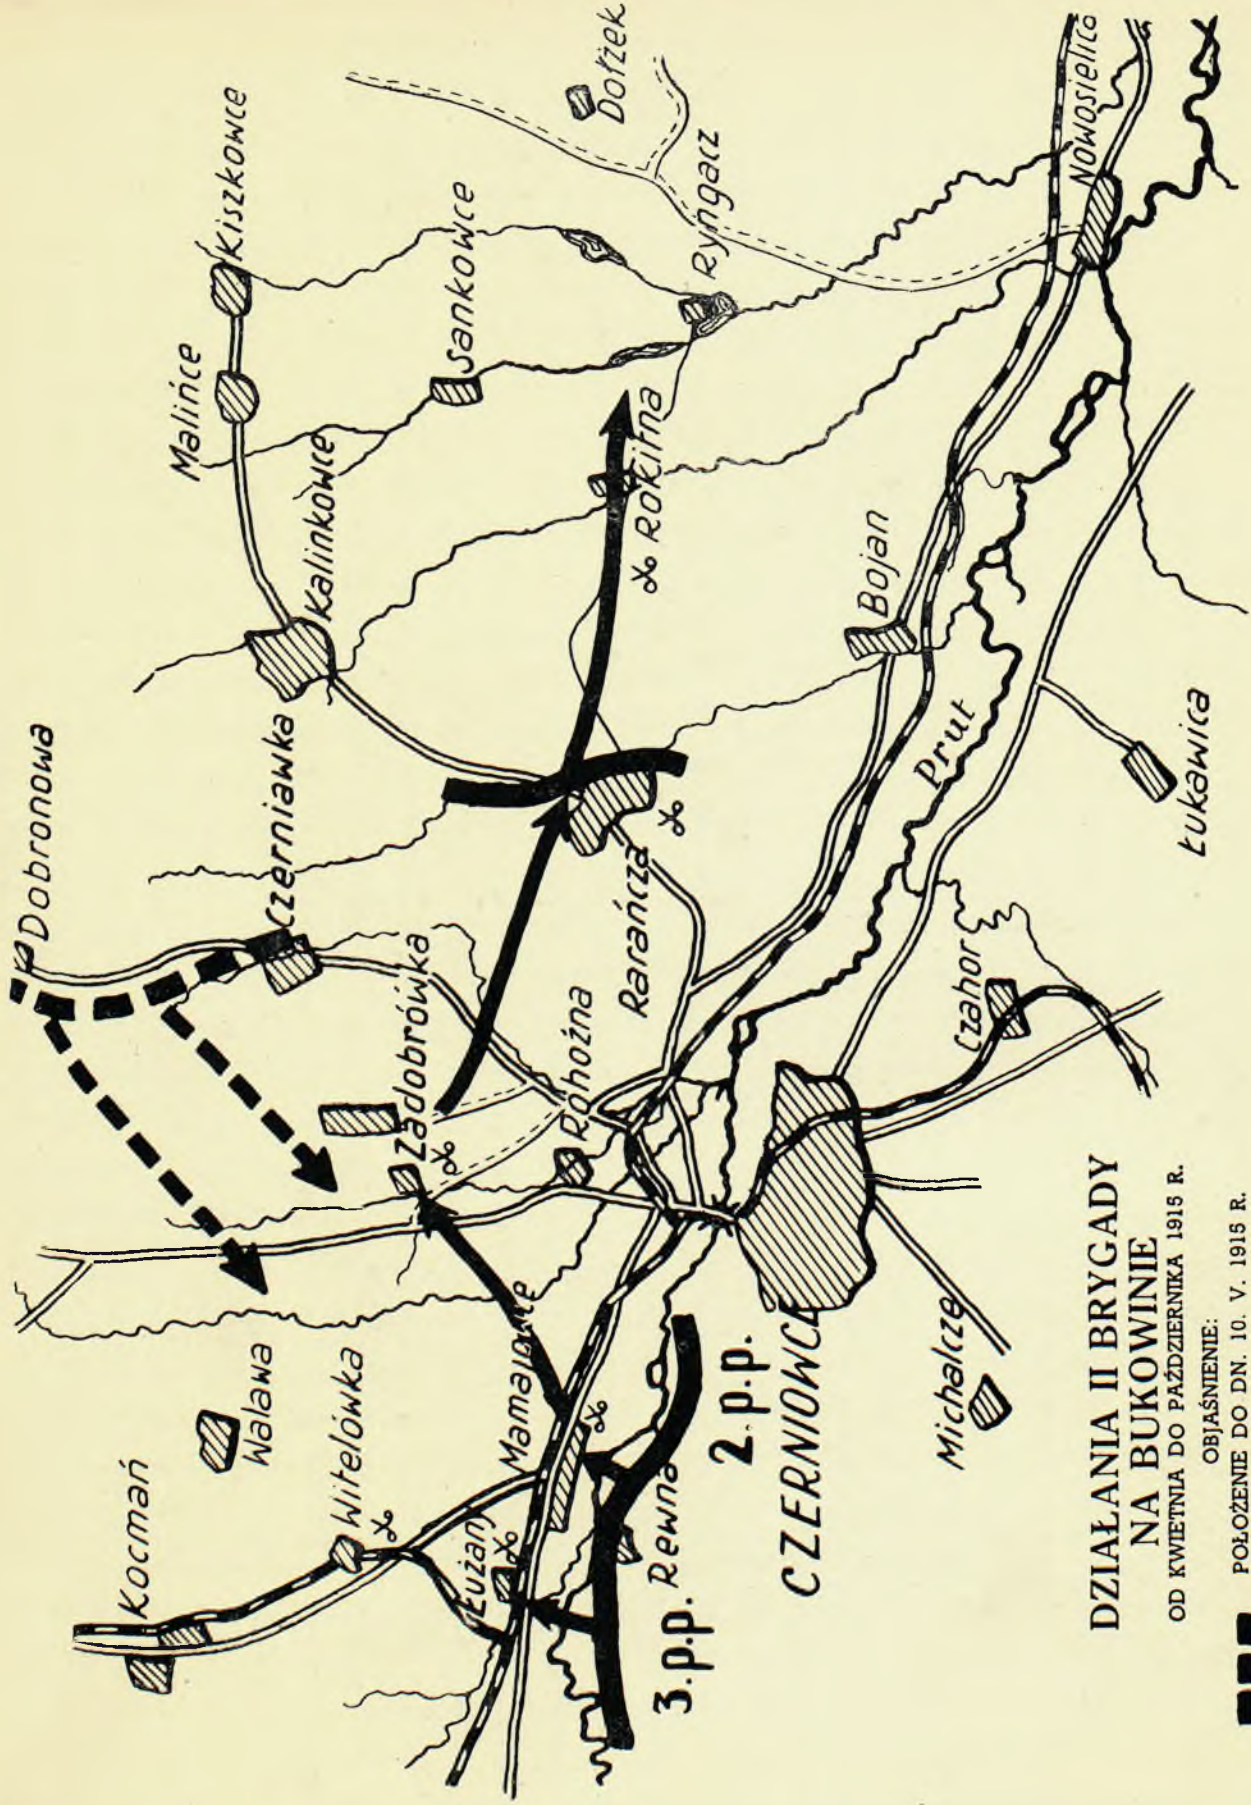 Kocmań
Walawa
Witelówka
Łużany
Mamajowce
3. p.p.
Rewna
2. p.p.
CZERNIOWCE
Michalcze
Dobronowa
Czerniawka
Zadobrówka
Rohoźna
Rarańcza
Czahor
Prut
Łukawica
Bojan
Kalinkowce
Malińce
Kiszkowce
Sankowce
Rokitna
Ryngacz
Dołżek
Nowosielica
DZIAŁANIA II BRYGADY
NA BUKOWINIE
OD KWIETNIA DO PAŹDZIERNIKA 1915 R.
OBJAŚNIENIE:
POŁOŻENIE DO DN. 10. V. 1915 R.